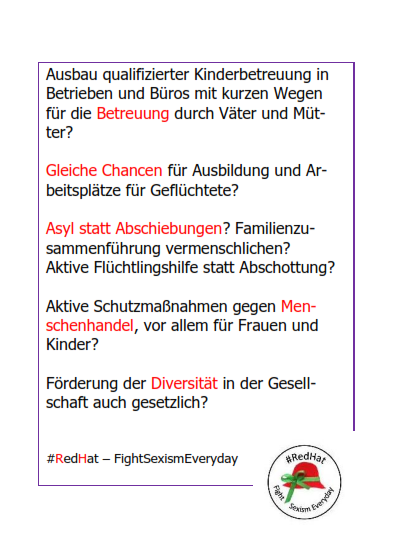 Ausbau qualifizierter Kinderbetreuung in
Betrieben und Büros mit kurzen Wegen
für die Betreuung durch Väter und Müt-
ter?
Gleiche Chancen für Ausbildung und Ar-
beitsplätze für Geflüchtete?
Asyl statt Abschiebungen? Familienzu-
sammenführung vermenschlichen?
Aktive Flüchtlingshilfe statt Abschottung?
Aktive Schutzmaßnahmen gegen Men-
schenhandel, vor allem für Frauen und
Kinder?
Förderung der Diversität in der Gesell-
schaft auch gesetzlich?
#RedHat – FightSexismEveryday
#RedHat
Fight Sexism Everyday